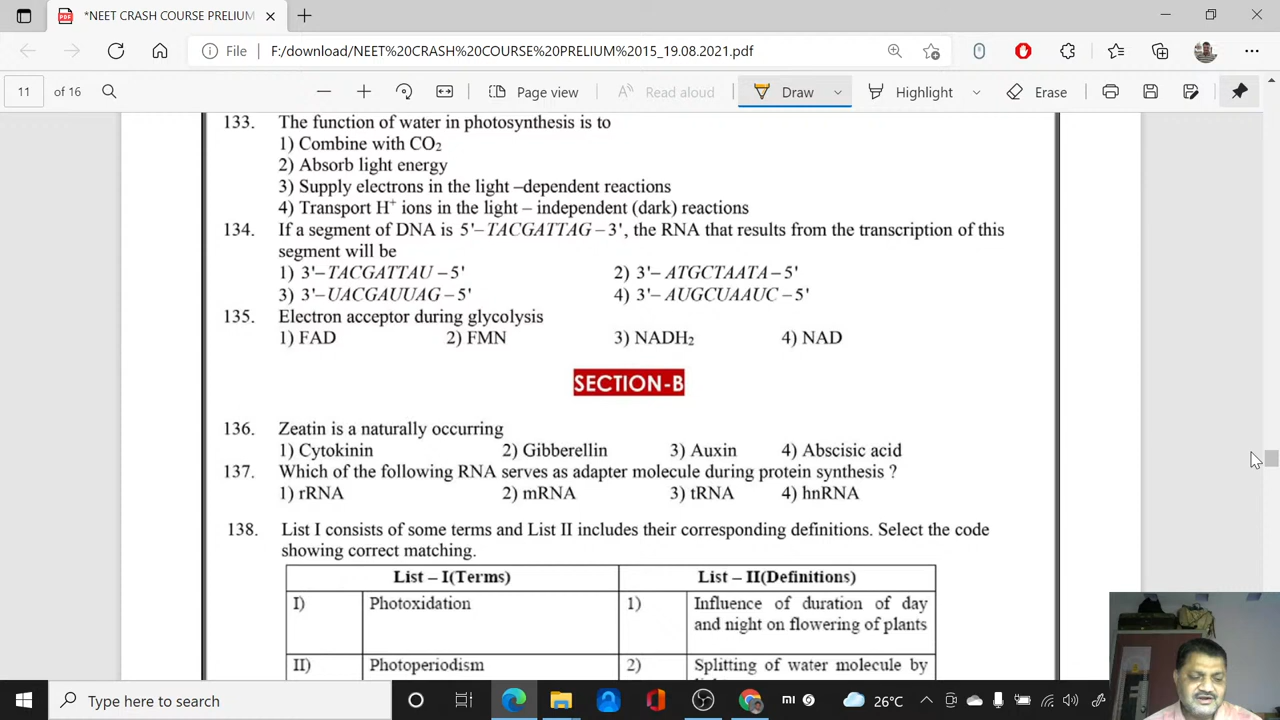 *NEET CRASH COURSE PRELIUM
File F:/download/NEET%20CRASH%20COURSE%20PRELIUM%2015_19.08.2021.pdf
11 of 16 Page view Read aloud Draw Highlight Erase
133. The function of water in photosynthesis is to
1) Combine with CO₂
2) Absorb light energy
3) Supply electrons in the light –dependent reactions
4) Transport H⁺ ions in the light – independent (dark) reactions
134. If a segment of DNA is 5'–TACGATTAG–3', the RNA that results from the transcription of this
segment will be
1) 3'–TACGATTAU–5' 2) 3'–ATGCTAATA–5'
3) 3'–UACGAUUAG–5' 4) 3'–AUGCUAAUC–5'
135. Electron acceptor during glycolysis
1) FAD 2) FMN 3) NADH₂ 4) NAD
SECTION-B
136. Zeatin is a naturally occurring
1) Cytokinin 2) Gibberellin 3) Auxin 4) Abscisic acid
137. Which of the following RNA serves as adapter molecule during protein synthesis ?
1) rRNA 2) mRNA 3) tRNA 4) hnRNA
138. List I consists of some terms and List II includes their corresponding definitions. Select the code
showing correct matching.
List – I(Terms) List – II(Definitions)
I) Photoxidation 1) Influence of duration of day
and night on flowering of plants
II) Photoperiodism 2) Splitting of water molecule by
Type here to search mi 26°C